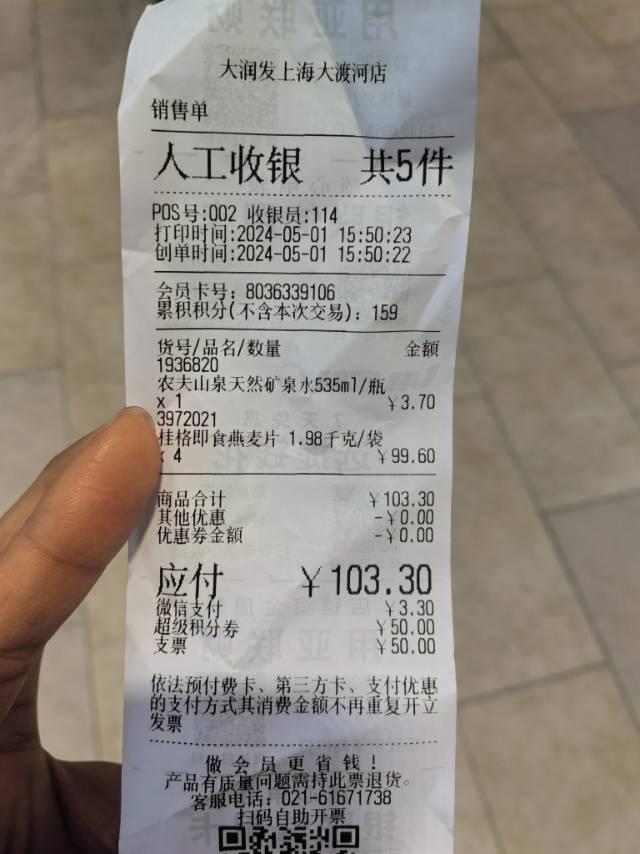 大润发上海大渡河店
销售单
人工收银 共5件
POS号:002 收银员:114
打印时间:2024-05-01 15:50:23
创单时间:2024-05-01 15:50:22
会员卡号: 8036339106
累积积分(不含本次交易): 159
货号/品名/数量 金额
1936820
农夫山泉天然矿泉水535ml/瓶
x 1 ¥3.70
3972021
桂格即食燕麦片 1.98千克/袋
x 4 ¥99.60
商品合计 ¥103.30
其他优惠 -¥0.00
优惠券金额 -¥0.00
应付 ¥103.30
微信支付 ¥3.30
超级积分券 ¥50.00
支票 ¥50.00
依法预付费卡、第三方卡、支付优惠
的支付方式其消费金额不再重复开立
发票
做会员更省钱!
产品有质量问题需持此票退货。
客服电话: 021-61671738
扫码自助开票